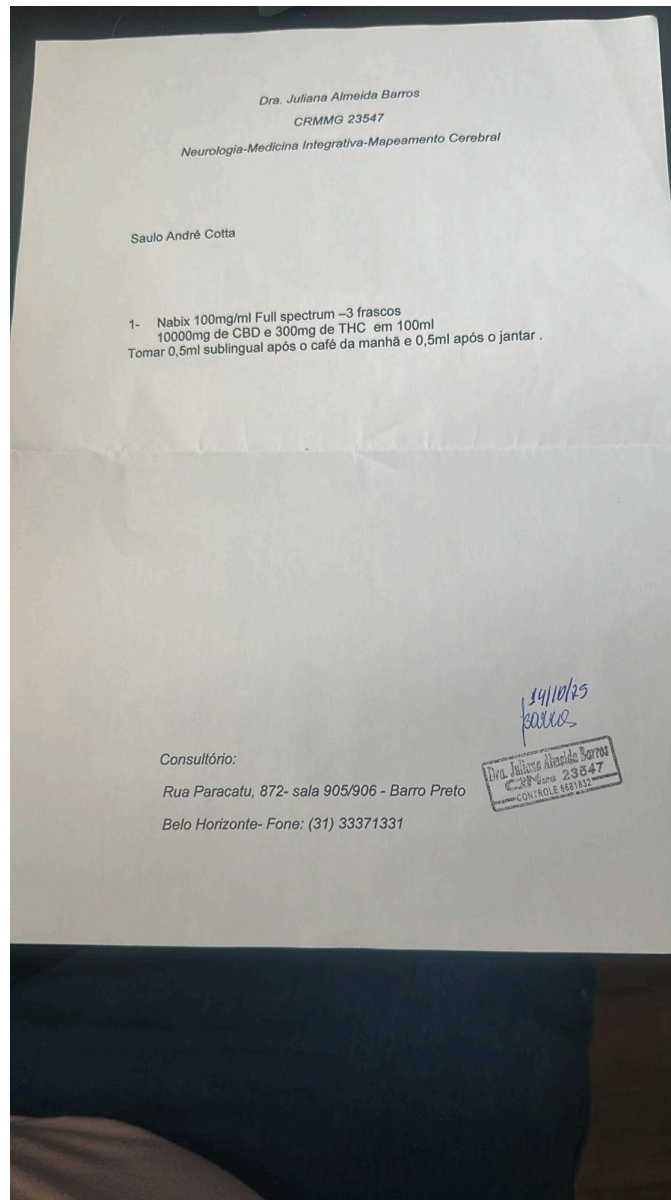 Dra. Juliana Almeida Barros
CRMMG 23547
Neurologia-Medicina Integrativa-Mapeamento Cerebral
Saulo André Cotta
1- Nabix 100mg/ml Full spectrum –3 frascos
10000mg de CBD e 300mg de THC em 100ml
Tomar 0,5ml sublingual após o café da manhã e 0,5ml após o jantar .
14/10/25
Barros
Consultório:
Rua Paracatu, 872- sala 905/906 - Barro Preto
Belo Horizonte- Fone: (31) 33371331
Dra. Juliana Almeida Barros
23547
CONTROLE